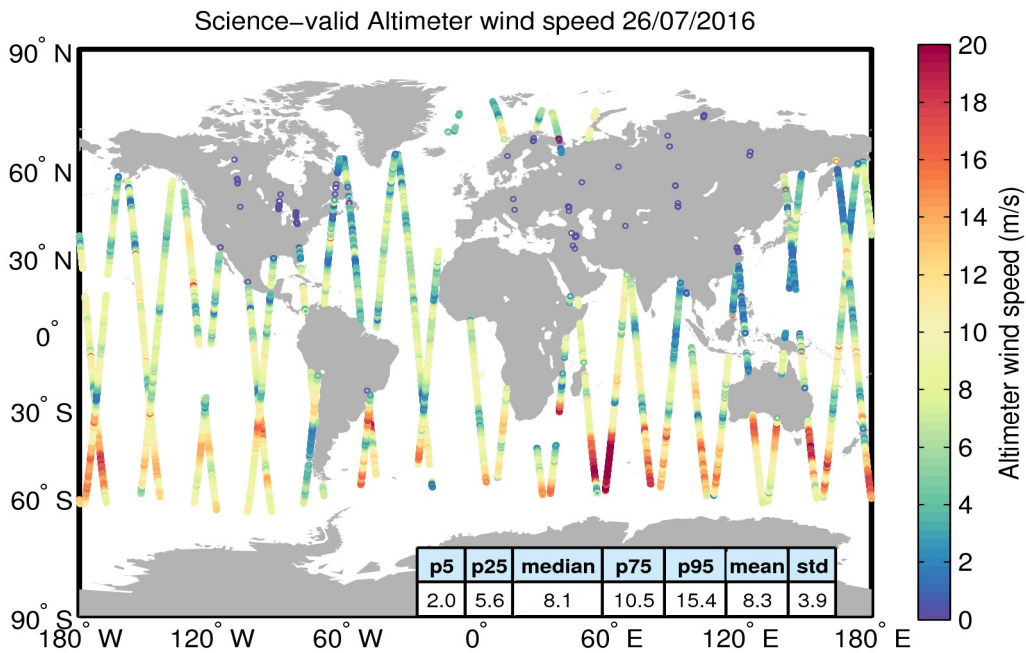 Science−valid Altimeter wind speed 26/07/2016
90° N
60° N
30° N
0°
30° S
60° S
90° S
180° W
120° W
60° W
0°
60° E
120° E
180° E
p5 p25 median p75 p95 mean std
2.0 5.6 8.1 10.5 15.4 8.3 3.9
20
18
16
14
12
10
8
6
4
2
0
Altimeter wind speed (m/s)